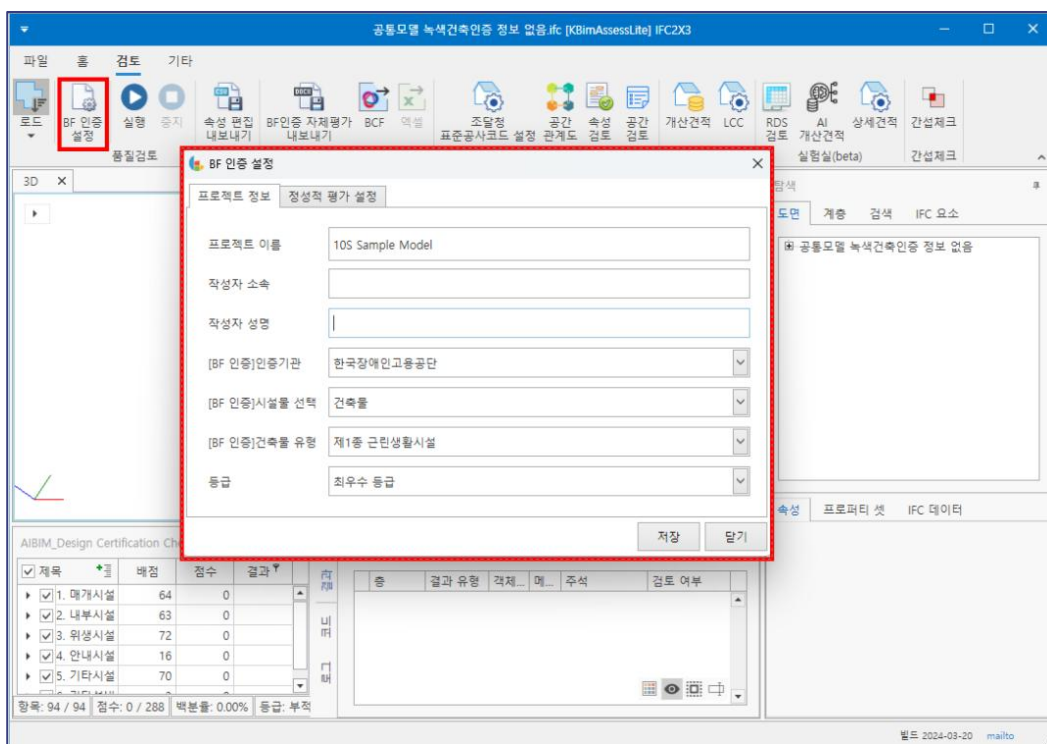 공통모델 녹색건축인증 정보 없음.ifc [KBimAssessLite] IFC2X3
파일 홈 검토 기타
로드
BF 인증 설정
실행
중지
속성 편집 내보내기
BF인증 자체평가 내보내기
BCF
엑셀
조달청 표준공사코드 설정
공간 관계도
속성 검토
공간 검토
개산견적
LCC
RDS 검토
AI 개산견적
상세견적
간섭체크
품질검토
실험실(beta)
간섭체크
3D
BF 인증 설정
프로젝트 정보 정성적 평가 설정
프로젝트 이름 10S Sample Model
작성자 소속
작성자 성명
[BF 인증]인증기관 한국장애인고용공단
[BF 인증]시설물 선택 건축물
[BF 인증]건축물 유형 제1종 근린생활시설
등급 최우수 등급
저장 닫기
탐색
도면 계층 검색 IFC 요소
공통모델 녹색건축인증 정보 없음
속성 프로퍼티 셋 IFC 데이터
AIBIM_Design Certification Ch
제목 배점 점수 결과
1. 매개시설 64 0
2. 내부시설 63 0
3. 위생시설 72 0
4. 안내시설 16 0
5. 기타시설 70 0
항목: 94 / 94 점수: 0 / 288 백분율: 0.00% 등급: 부적
층 결과 유형 객체... 메... 주석 검토 여부
빌드 2024-03-20 mailto